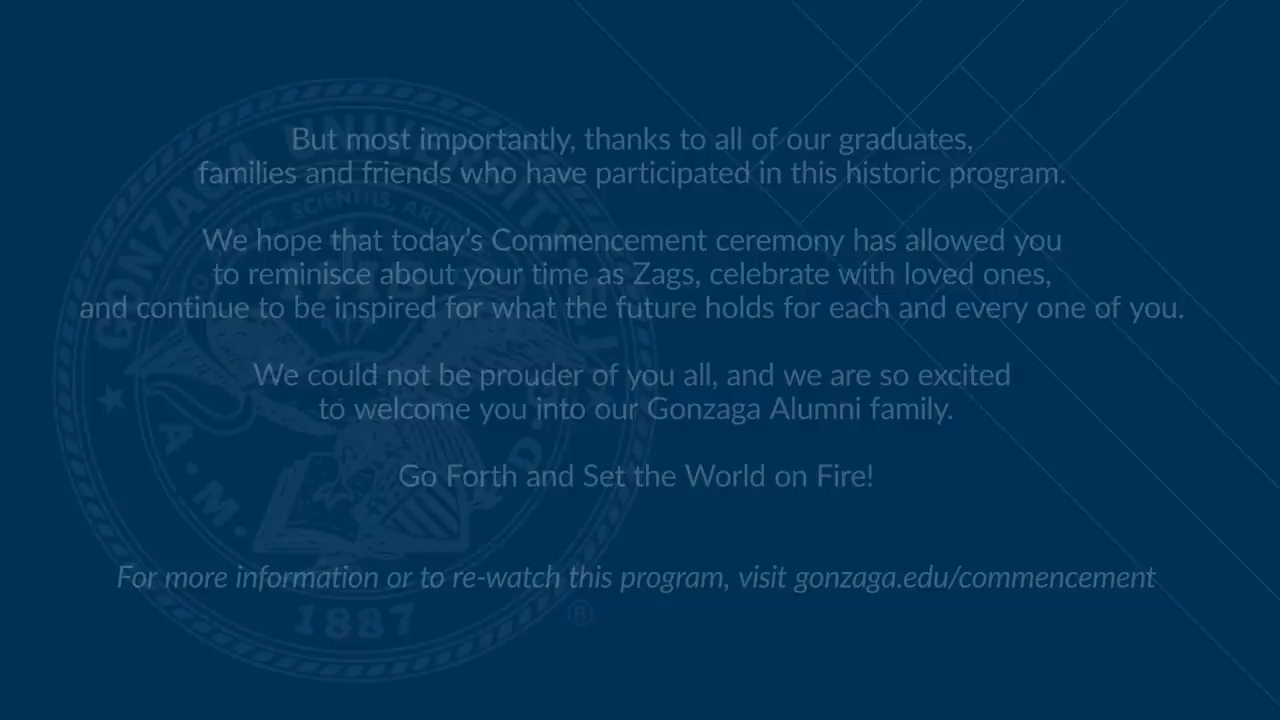 But most importantly, thanks to all of our graduates,
families and friends who have participated in this historic program.
We hope that today's Commencement ceremony has allowed you
to reminisce about your time as Zags, celebrate with loved ones,
and continue to be inspired for what the future holds for each and every one of you.
We could not be prouder of you all, and we are so excited
to welcome you into our Gonzaga Alumni family.
Go Forth and Set the World on Fire!
For more information or to re-watch this program, visit gonzaga.edu/commencement
GONZAGA UNIVERSITY
SCIENTIIS,
A. M. D. G.
1887
®